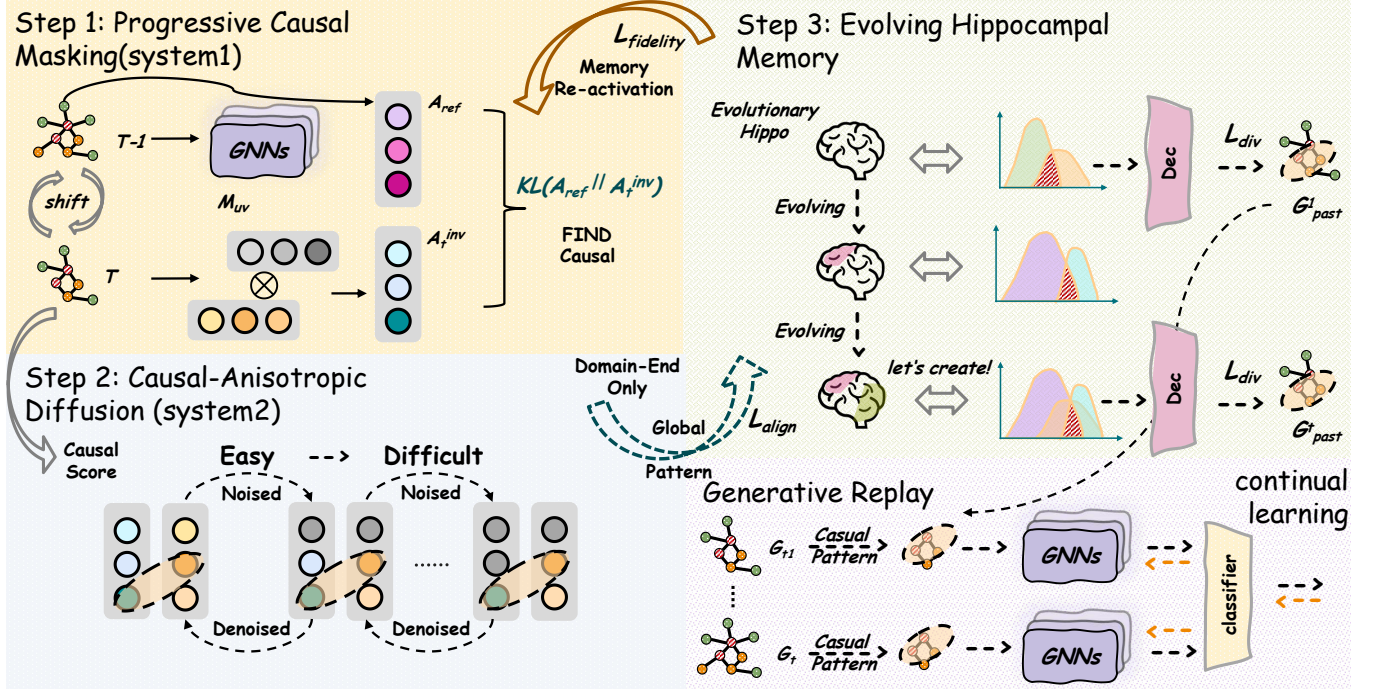 Step 1: Progressive Causal
Masking(system1)
L_fidelity
Memory
Re-activation
T-1
GNNs
A_ref
shift
M_uv
KL(A_ref // A_t^inv)
FIND
Causal
T
A_t^inv
Step 2: Causal-Anisotropic
Diffusion (system2)
Causal
Score
Easy
Difficult
Noised
Noised
......
Denoised
Denoised
Domain-End
Only
Global
Pattern
L_align
Step 3: Evolving Hippocampal
Memory
Evolutionary
Hippo
Evolving
Evolving
let's create!
Dec
L_div
G^1_past
Dec
L_div
G^t_past
Generative Replay
continual
learning
G_t1
Casual
Pattern
GNNs
classifier
G_t
Casual
Pattern
GNNs